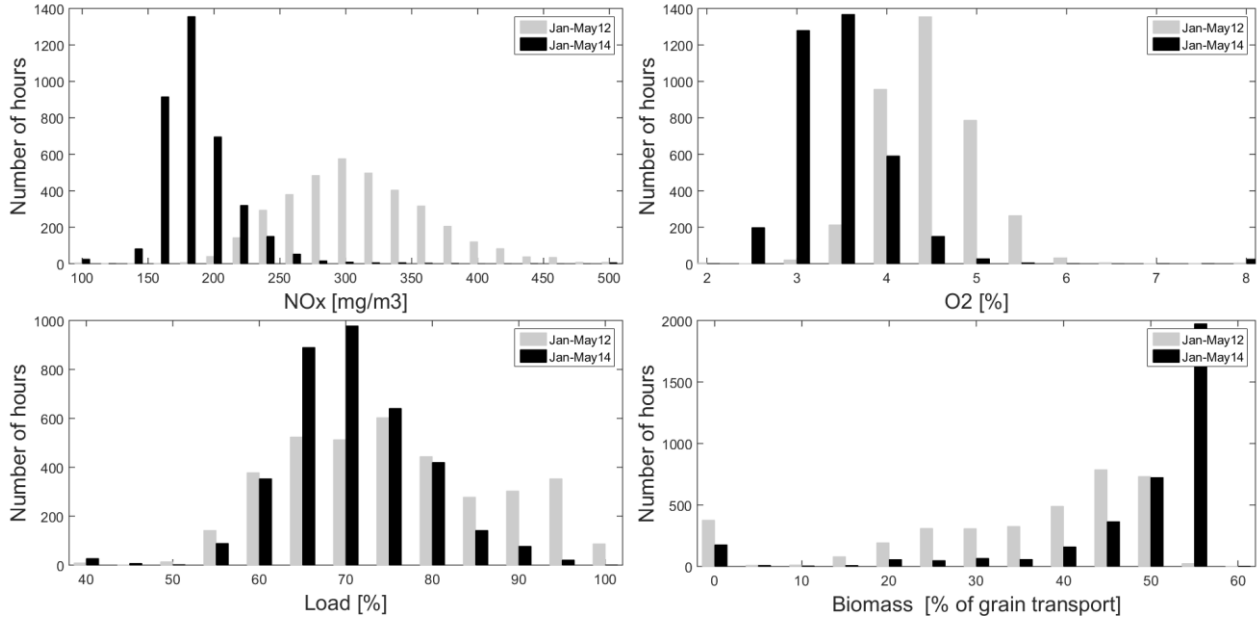 1400
1200
1000
800
600
400
200
0
Number of hours
Jan-May12
Jan-May14
100 150 200 250 300 350 400 450 500
NOx [mg/m3]
1400
1200
1000
800
600
400
200
0
Number of hours
Jan-May12
Jan-May14
2 3 4 5 6 7 8
O2 [%]
1000
800
600
400
200
0
Number of hours
Jan-May12
Jan-May14
40 50 60 70 80 90 100
Load [%]
2000
1500
1000
500
0
Number of hours
Jan-May12
Jan-May14
0 10 20 30 40 50 60
Biomass [% of grain transport]